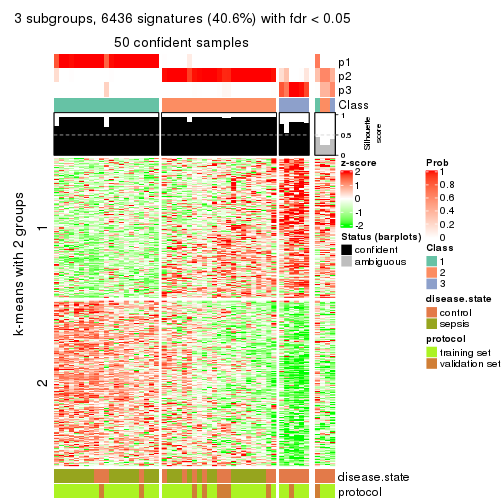 3 subgroups, 6436 signatures (40.6%) with fdr < 0.05
50 confident samples
p1
p2
p3
Class
1
0.5
0
Silhouette
score
k-means with 2 groups
1
2
disease.state
protocol
z-score
2
1
0
-1
-2
Status (barplots)
confident
ambiguous
Prob
1
0.8
0.6
0.4
0.2
0
Class
1
2
3
disease.state
control
sepsis
protocol
training set
validation set